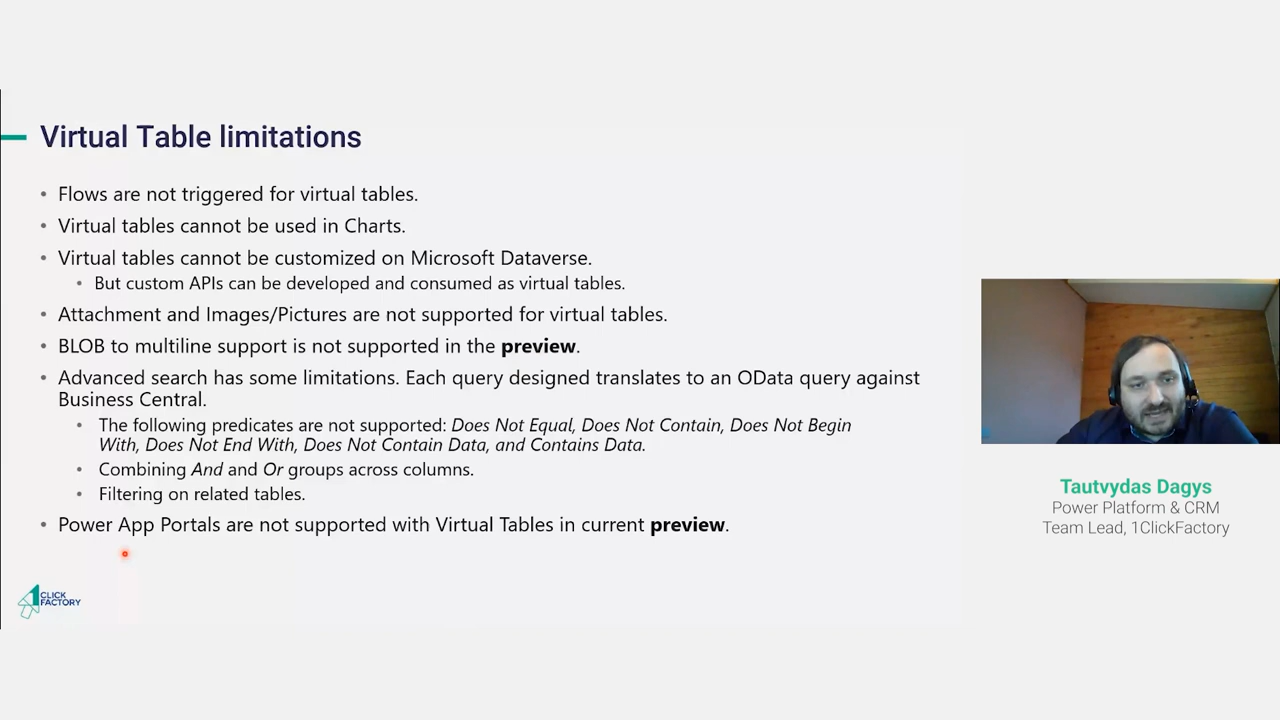 Virtual Table limitations
• Flows are not triggered for virtual tables.
• Virtual tables cannot be used in Charts.
• Virtual tables cannot be customized on Microsoft Dataverse.
• But custom APIs can be developed and consumed as virtual tables.
• Attachment and Images/Pictures are not supported for virtual tables.
• BLOB to multiline support is not supported in the preview.
• Advanced search has some limitations. Each query designed translates to an OData query against
Business Central.
• The following predicates are not supported: Does Not Equal, Does Not Contain, Does Not Begin
With, Does Not End With, Does Not Contain Data, and Contains Data.
• Combining And and Or groups across columns.
• Filtering on related tables.
• Power App Portals are not supported with Virtual Tables in current preview.
1 CLICK
FACTORY
Tautvydas Dagys
Power Platform & CRM
Team Lead, 1ClickFactory